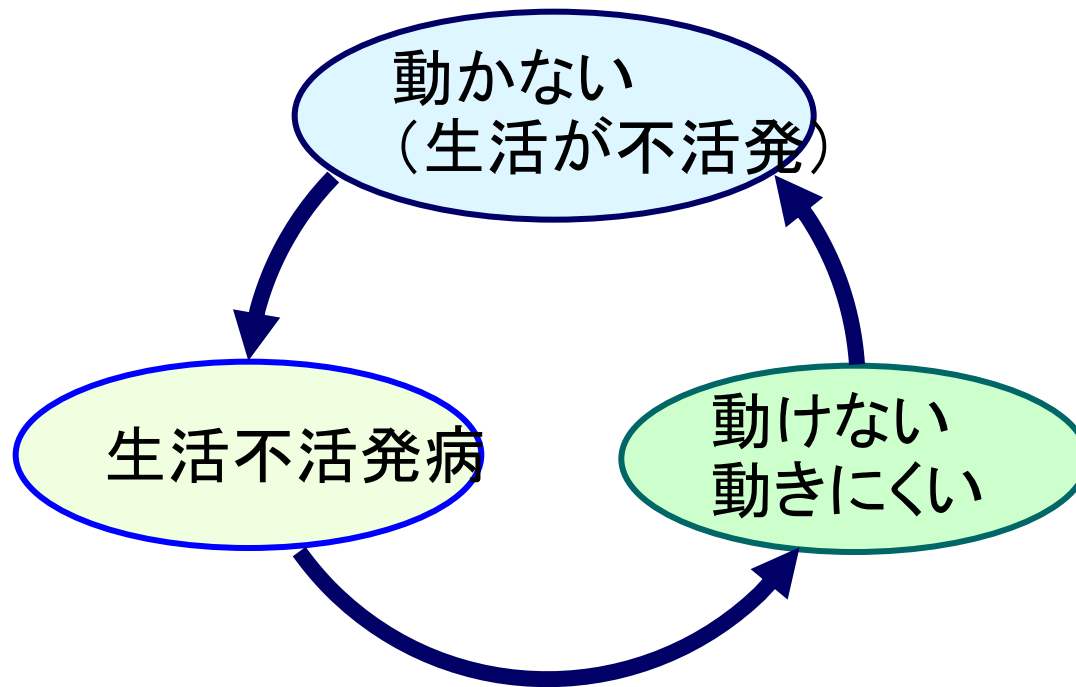 動かない
（生活が不活発）
生活不活発病
動けない
動きにくい